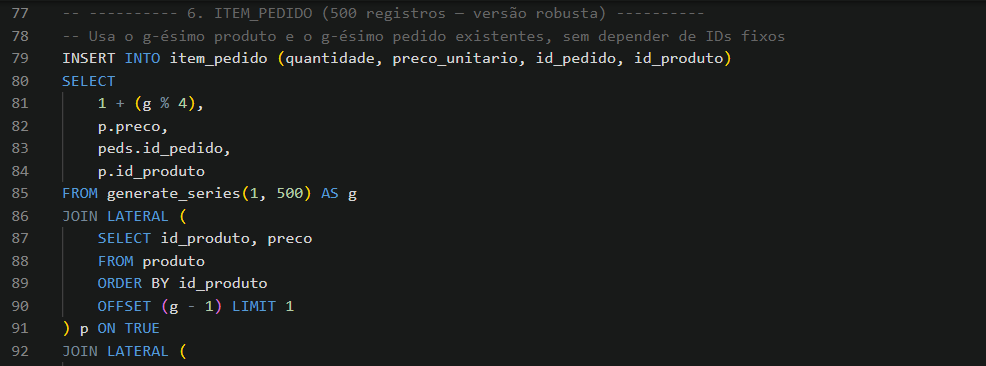 77 -- ---------- 6. ITEM_PEDIDO (500 registros — versão robusta) ----------
78 -- Usa o g-ésimo produto e o g-ésimo pedido existentes, sem depender de IDs fixos
79 INSERT INTO item_pedido (quantidade, preco_unitario, id_pedido, id_produto)
80 SELECT
81     1 + (g % 4),
82     p.preco,
83     peds.id_pedido,
84     p.id_produto
85 FROM generate_series(1, 500) AS g
86 JOIN LATERAL (
87     SELECT id_produto, preco
88     FROM produto
89     ORDER BY id_produto
90     OFFSET (g - 1) LIMIT 1
91 ) p ON TRUE
92 JOIN LATERAL (